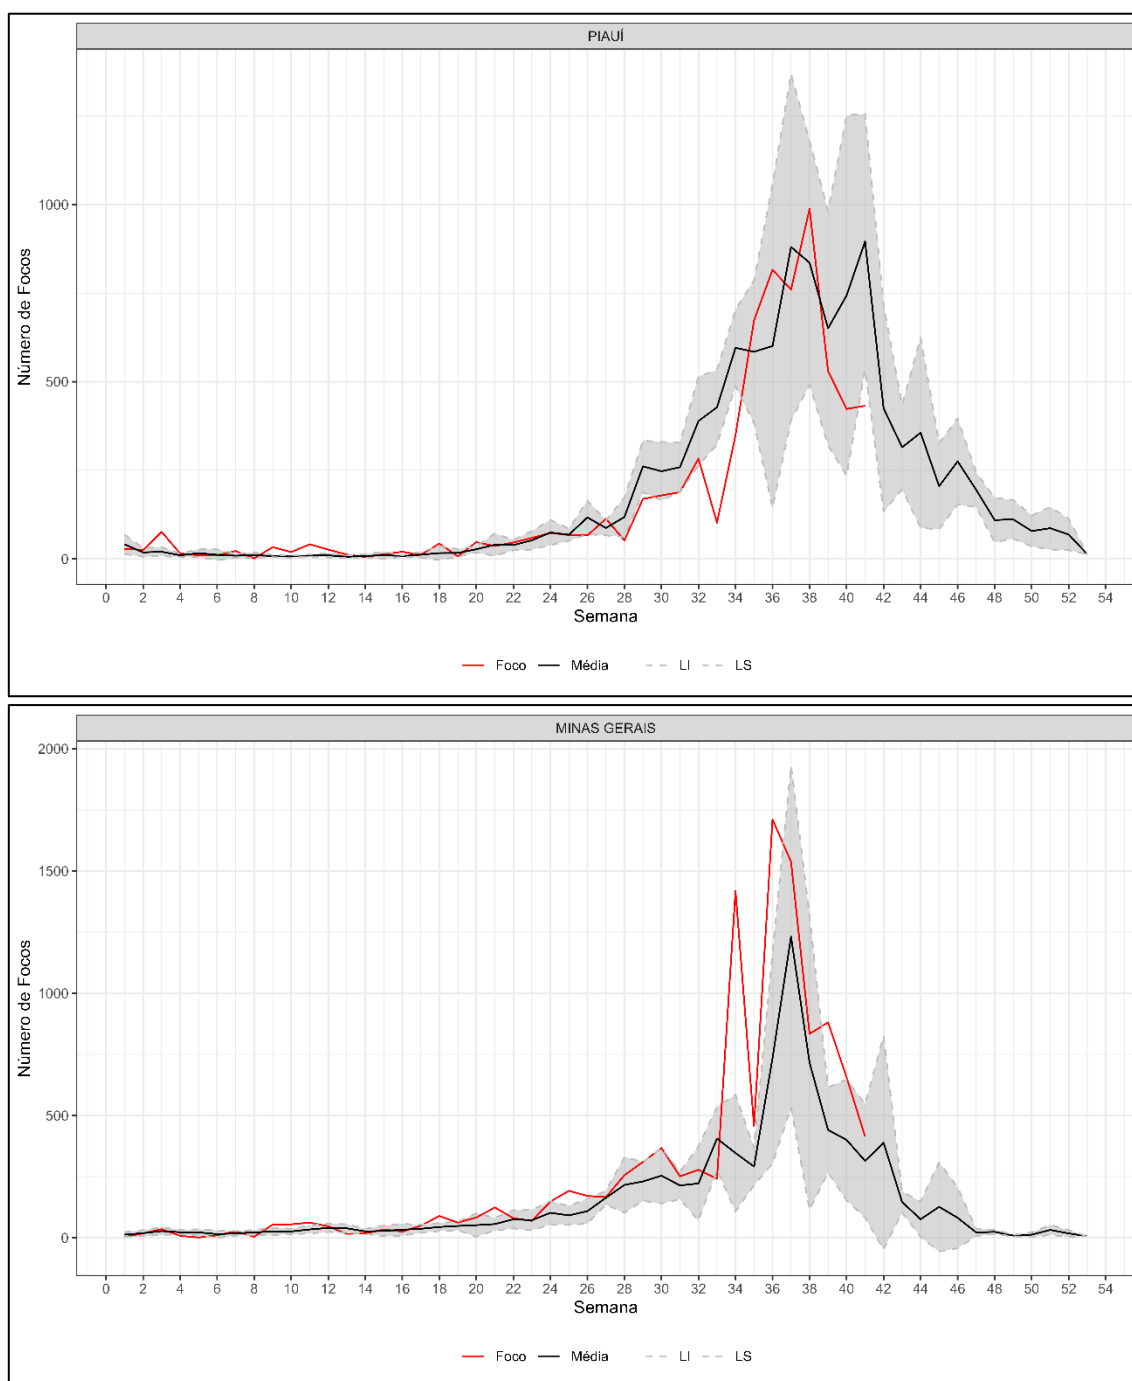 PIAUÍ
Número de Focos
1000
500
0
0 2 4 6 8 10 12 14 16 18 20 22 24 26 28 30 32 34 36 38 40 42 44 46 48 50 52 54
Semana
Foco Média LI LS
MINAS GERAIS
Número de Focos
2000
1500
1000
500
0
0 2 4 6 8 10 12 14 16 18 20 22 24 26 28 30 32 34 36 38 40 42 44 46 48 50 52 54
Semana
Foco Média LI LS